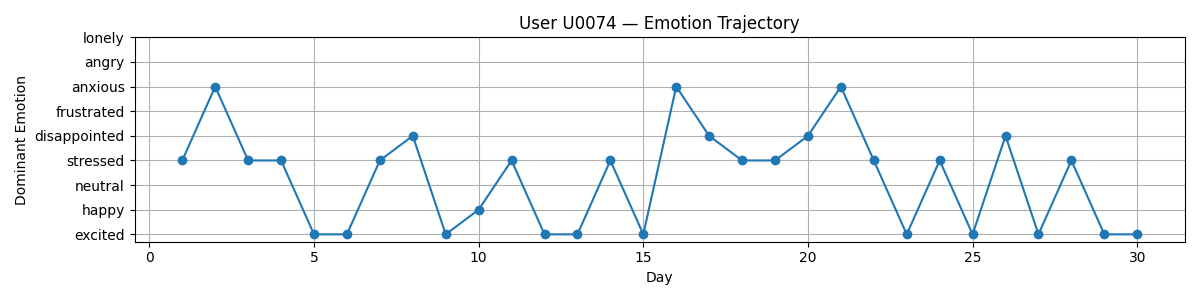 User U0074 — Emotion Trajectory
Dominant Emotion
lonely
angry
anxious
frustrated
disappointed
stressed
neutral
happy
excited
0 5 10 15 20 25 30
Day